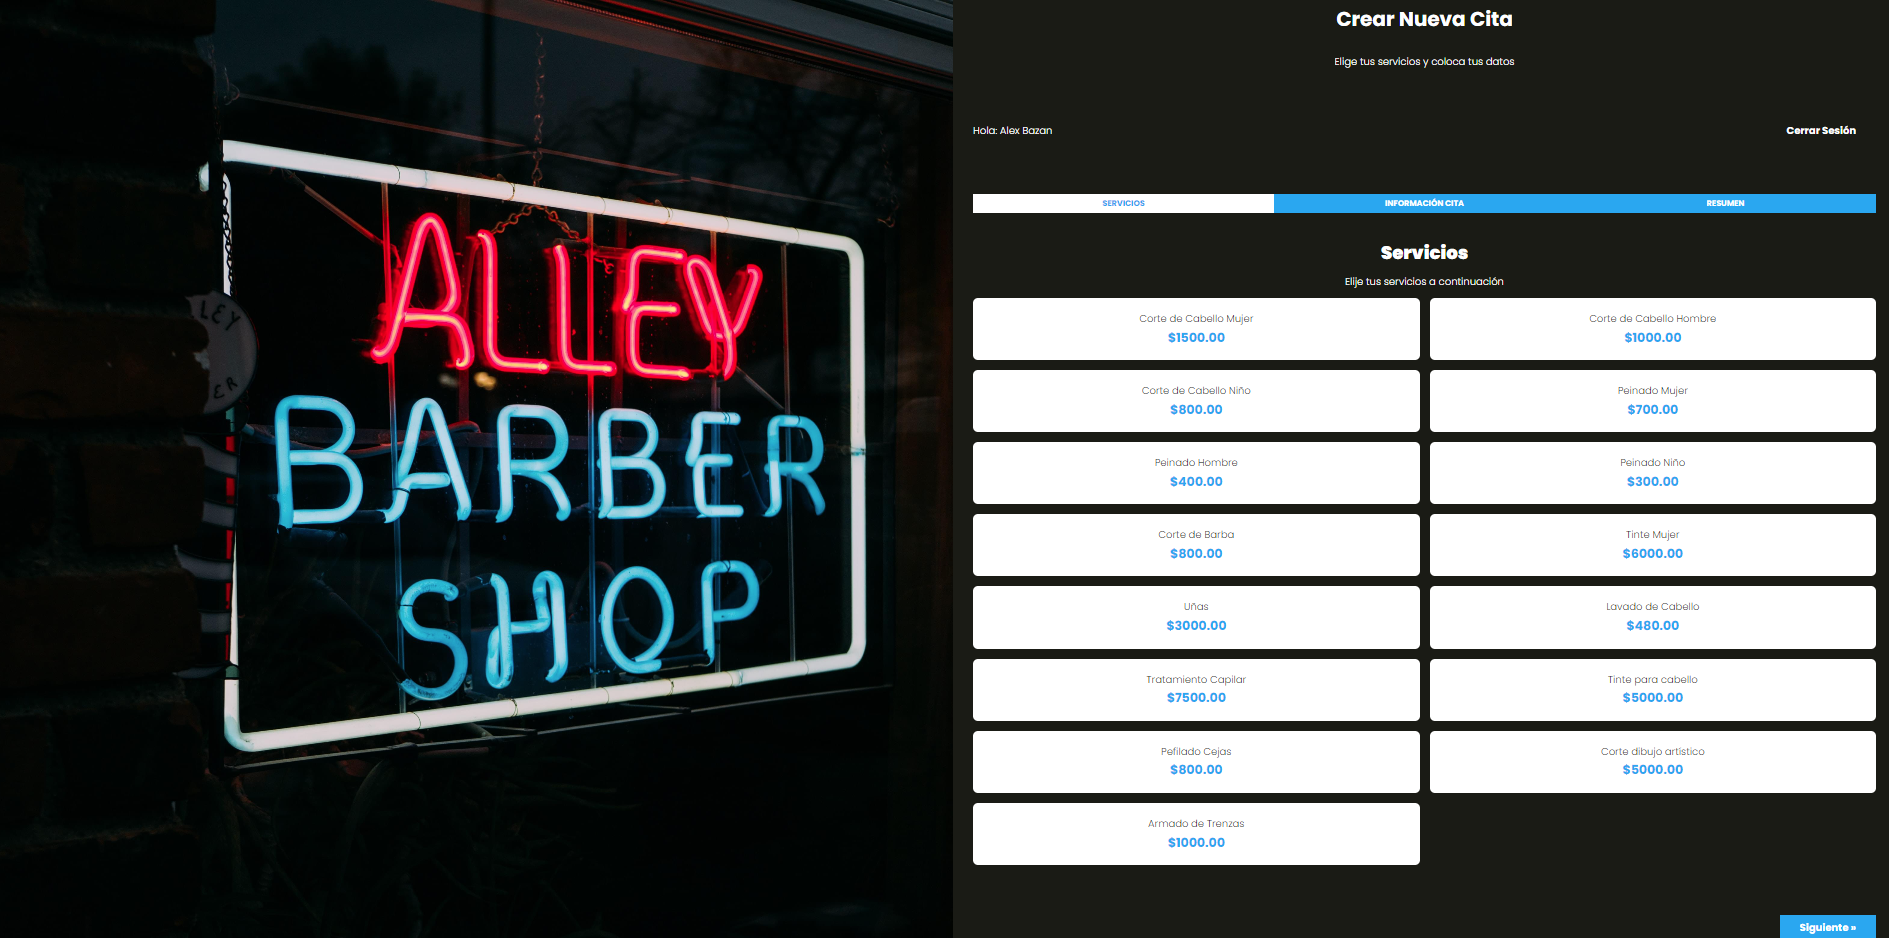 ALLEY
BARBER
SHOP
LEY
ER
Crear Nueva Cita
Elige tus servicios y coloca tus datos
Hola: Alex Bazan
Cerrar Sesión
SERVICIOS
INFORMACIÓN CITA
RESUMEN
Servicios
Elije tus servicios a continuación
Corte de Cabello Mujer
$1500.00
Corte de Cabello Hombre
$1000.00
Corte de Cabello Niño
$800.00
Peinado Mujer
$700.00
Peinado Hombre
$400.00
Peinado Niño
$300.00
Corte de Barba
$800.00
Tinte Mujer
$6000.00
Uñas
$3000.00
Lavado de Cabello
$480.00
Tratamiento Capilar
$7500.00
Tinte para cabello
$5000.00
Pefilado Cejas
$800.00
Corte dibujo artístico
$5000.00
Armado de Trenzas
$1000.00
Siguiente »